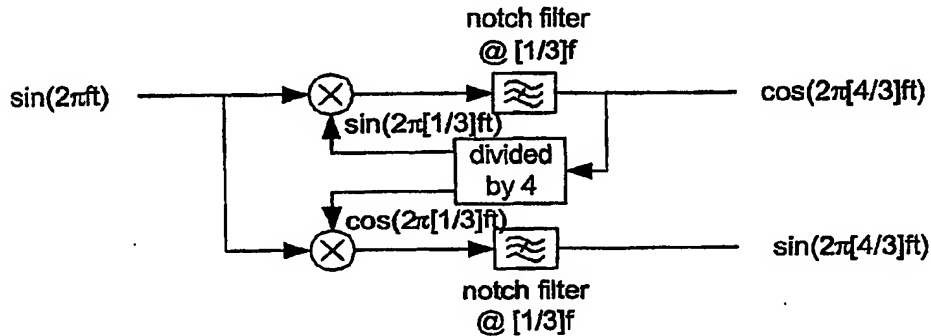 notch filter
@ [1/3]f
sin(2πft)
cos(2π[4/3]ft)
sin(2π[1/3]ft)
divided
by 4
cos(2π[1/3]ft)
sin(2π[4/3]ft)
notch filter
@ [1/3]f